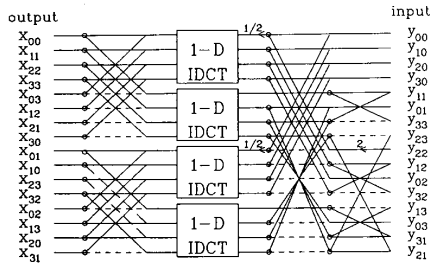 output input
X00 1/2 y00
X11 1-D y10
X22 IDCT y20
X33 y30
X03 y11
X12 1-D y01
X21 IDCT y33
X30 y23
X01 1/2 2 y22
X10 1-D y12
X23 IDCT y02
X32 y32
X02 y13
X13 1-D y03
X20 IDCT y31
X31 y21